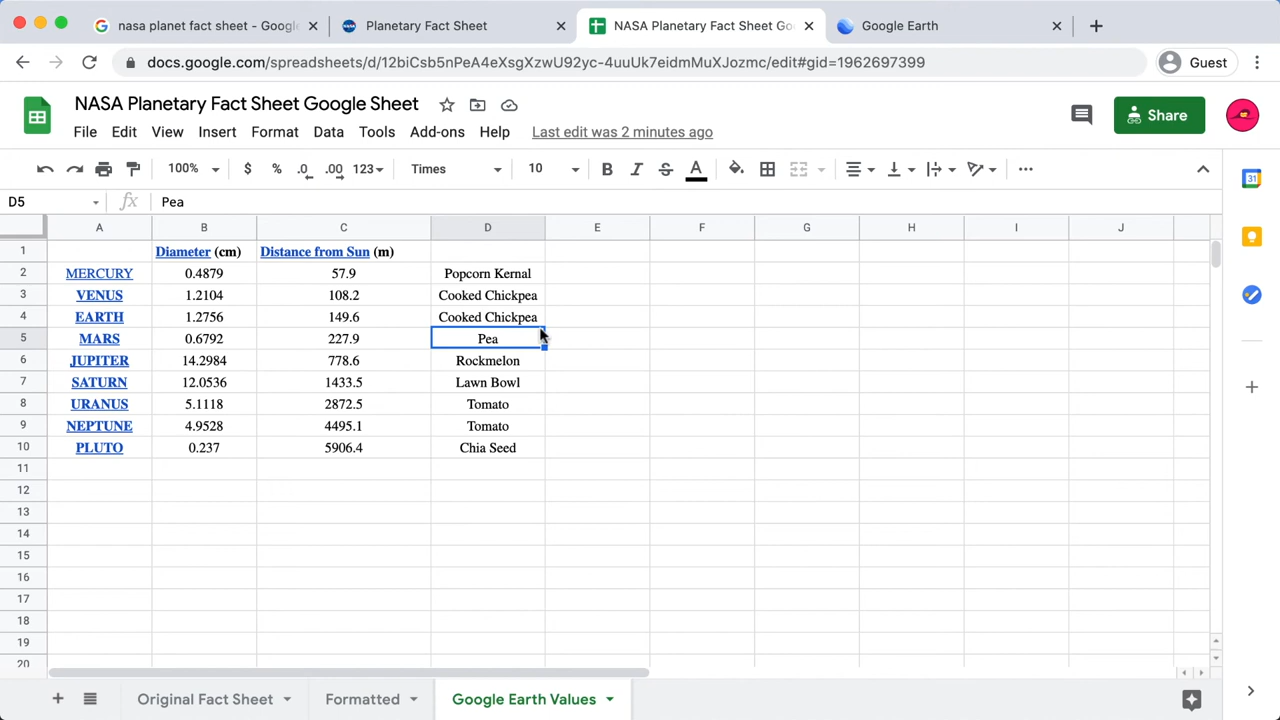 nasa planet fact sheet - Googl
Planetary Fact Sheet
NASA Planetary Fact Sheet Go
Google Earth
docs.google.com/spreadsheets/d/12biCsb5nPeA4eXsgXzwU92yc-4uuUk7eidmMuXJozmc/edit#gid=1962697399
Guest
NASA Planetary Fact Sheet Google Sheet
File Edit View Insert Format Data Tools Add-ons Help Last edit was 2 minutes ago
Share
100% $ % .0 .00 123 Times 10 B I S A
D5 fx Pea
A B C D E F G H I J
1 Diameter (cm) Distance from Sun (m)
2 MERCURY 0.4879 57.9 Popcorn Kernal
3 VENUS 1.2104 108.2 Cooked Chickpea
4 EARTH 1.2756 149.6 Cooked Chickpea
5 MARS 0.6792 227.9 Pea
6 JUPITER 14.2984 778.6 Rockmelon
7 SATURN 12.0536 1433.5 Lawn Bowl
8 URANUS 5.1118 2872.5 Tomato
9 NEPTUNE 4.9528 4495.1 Tomato
10 PLUTO 0.237 5906.4 Chia Seed
11
12
13
14
15
16
17
18
19
20
Original Fact Sheet Formatted Google Earth Values
31